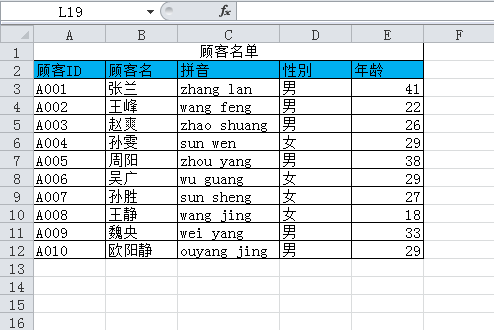 L19 fx
A B C D E F
1 顾客名单
2 顾客ID 顾客名 拼音 性别 年龄
3 A001 张兰 zhang lan 男 41
4 A002 王峰 wang feng 男 22
5 A003 赵爽 zhao shuang 男 26
6 A004 孙雯 sun wen 女 29
7 A005 周阳 zhou yang 男 38
8 A006 吴广 wu guang 女 29
9 A007 孙胜 sun sheng 女 27
10 A008 王静 wang jing 女 18
11 A009 魏央 wei yang 男 33
12 A010 欧阳静 ouyang jing 男 29
13
14
15
16